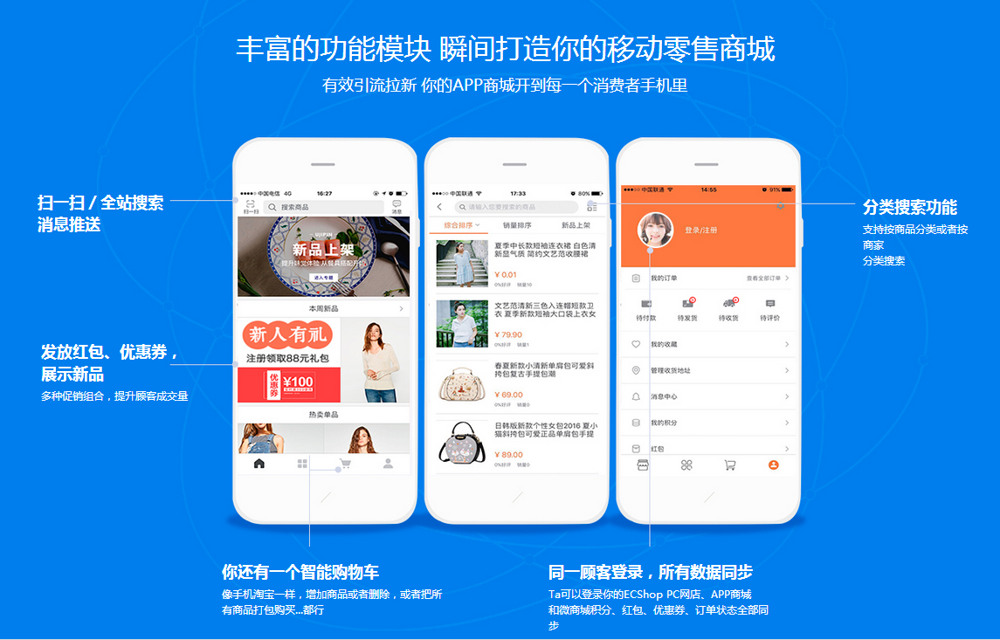 丰富的功能模块 瞬间打造你的移动零售商城
有效引流拉新 你的APP商城开到每一个消费者手机里
扫一扫 / 全站搜索
消息推送
发放红包、优惠券，
展示新品
多种促销组合，提升顾客成交量
中国电信 4G 16:27
扫一扫
搜索商品
消息
新品上架
提升味觉体验 从餐具搭配开始
进入专题
本周新品
新人有礼
注册领取88元礼包
优惠券
¥100
热卖单品
中国联通 17:33 80%
请输入您要搜索的商品
综合排序 销量排序 新品上架
夏季中长款短袖连衣裙 白色清
新显气质 简约文艺范收腰裙
¥ 0.01
0%好评 销量10
文艺范清新三色入连帽短款卫
衣 夏季新款短袖大口袋上衣女
¥ 79.90
0%好评 销量1
春夏新款小清新单肩包可爱斜
挎包复古手提包潮
¥ 69.00
0%好评 销量0
日韩版新款个性女包2016 夏小
猫斜挎包可爱正品单肩包手提
¥ 89.00
0%好评 销量0
中国联通 14:55 91%
登录/注册
我的订单 查看全部订单
待付款 待发货 待收货 待评价
我的收藏
管理收货地址
消息中心
我的积分
红包
分类搜索功能
支持按商品分类或者按
商家
分类搜索
你还有一个智能购物车
像手机淘宝一样，增加商品或者删除，或者把所
有商品打包购买...都行
同一顾客登录，所有数据同步
Ta可以登录你的ECShop PC网店、APP商城
和微商城积分、红包、优惠券、订单状态全部同
步